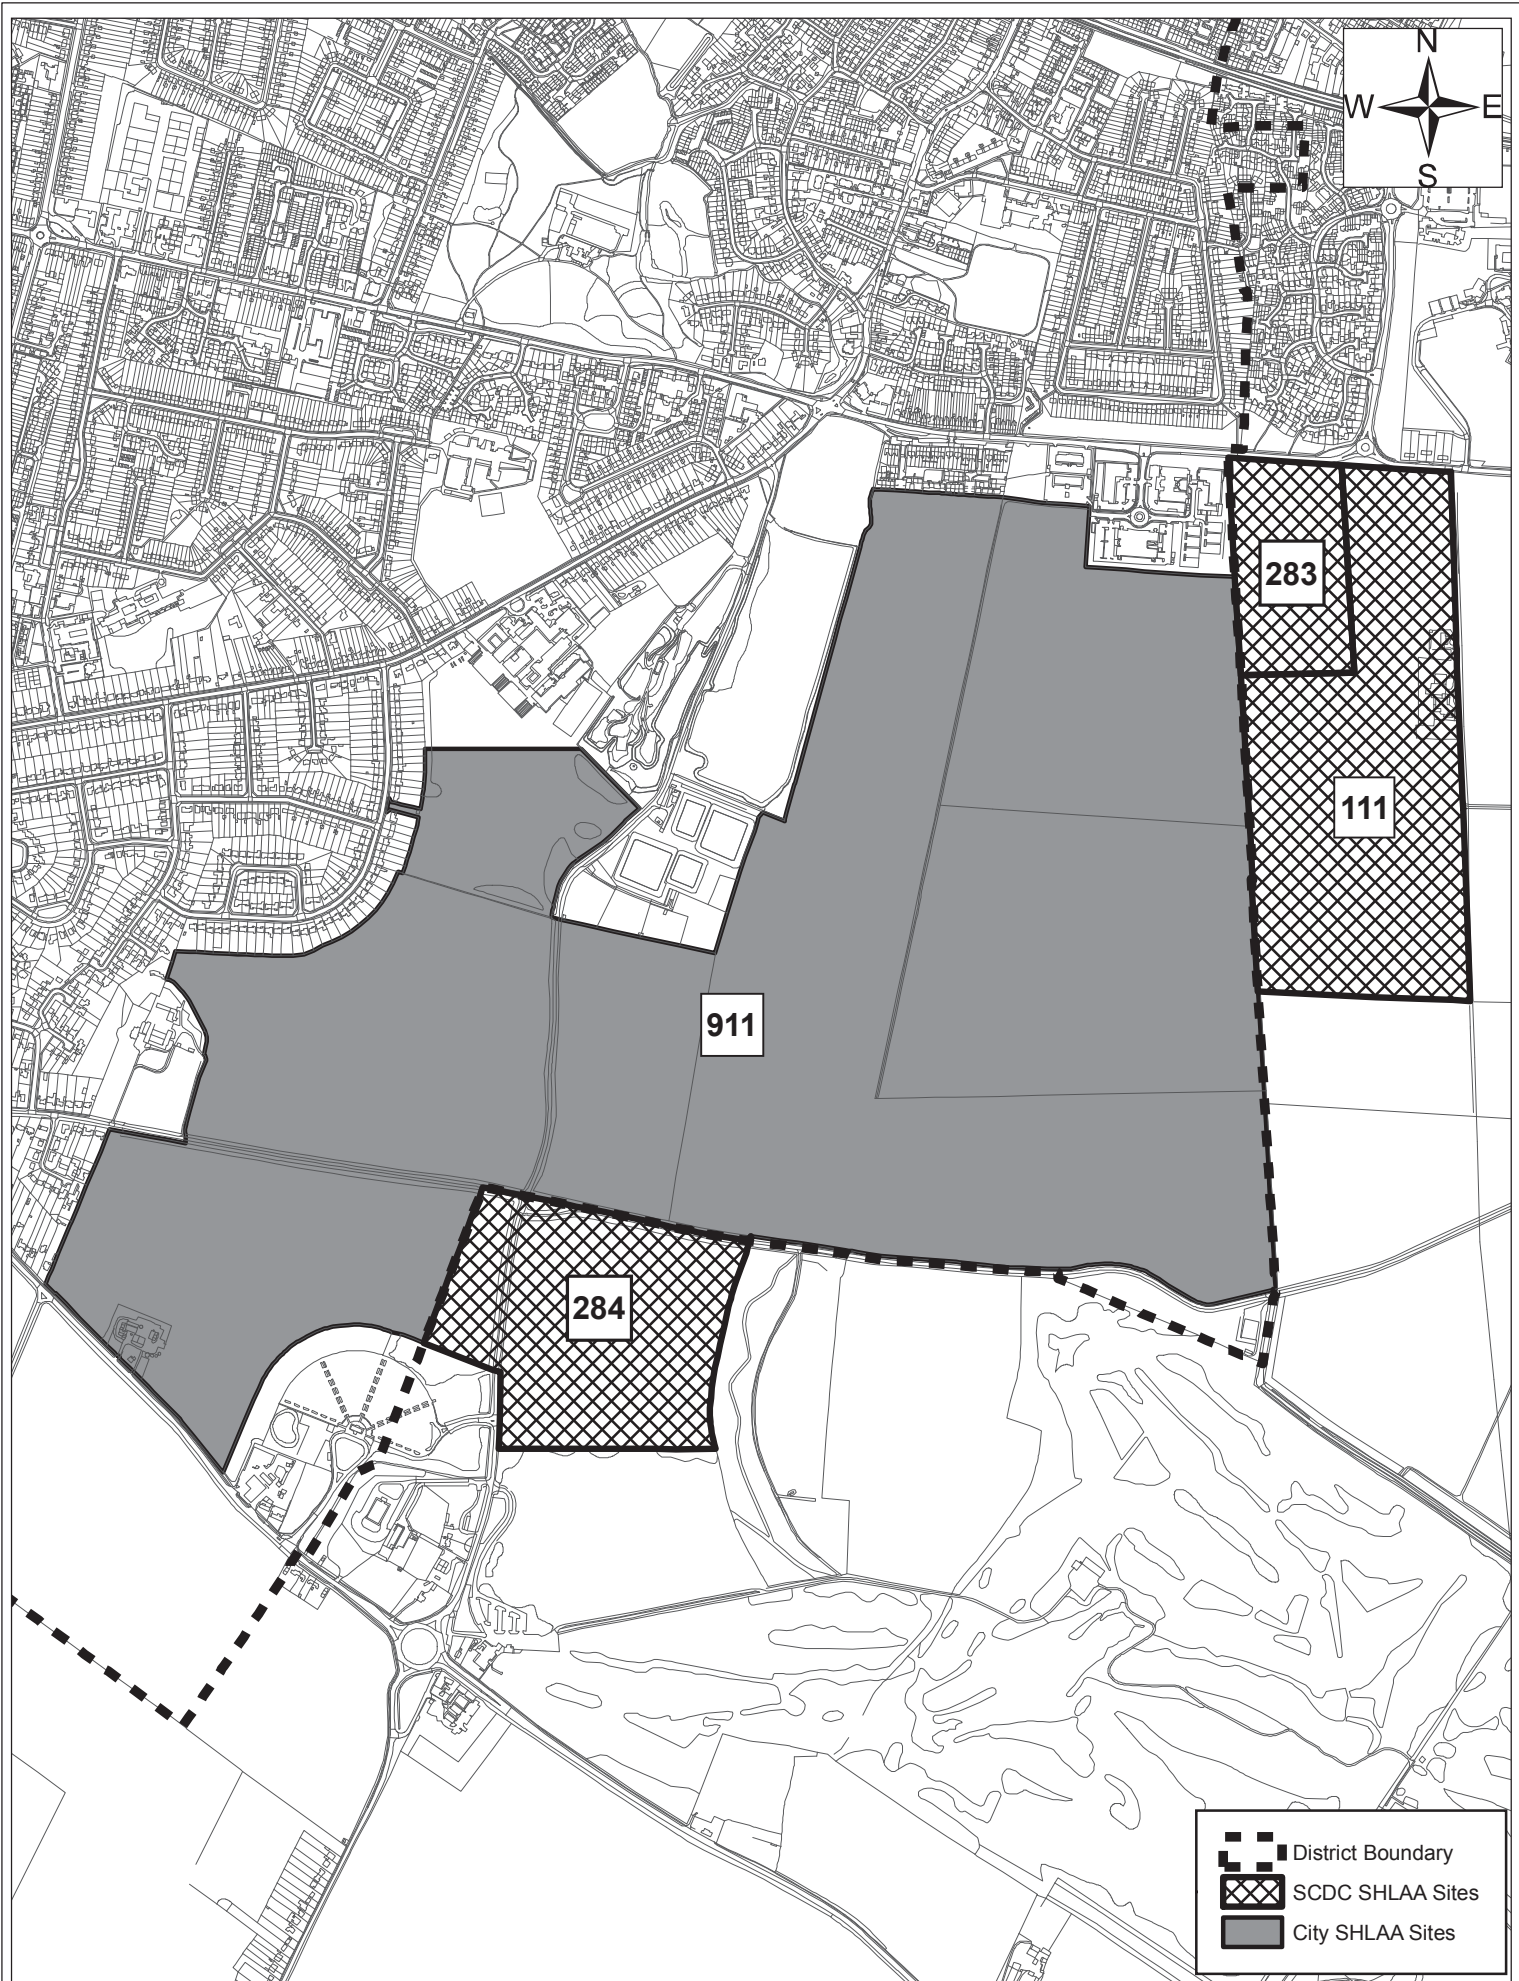 N
W E
S
283
111
911
284
District Boundary
SCDC SHLAA Sites
City SHLAA Sites